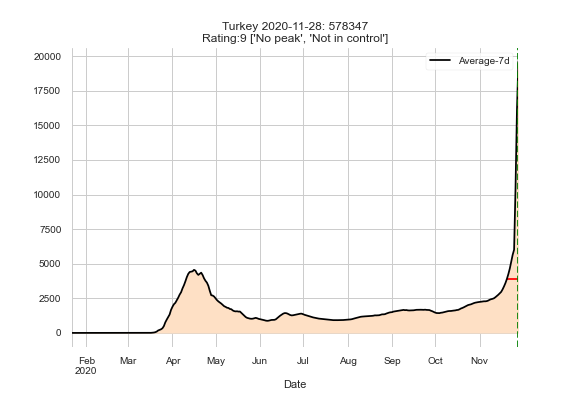 Turkey 2020-11-28: 578347
Rating:9 ['No peak', 'Not in control']
Average-7d
20000
17500
15000
12500
10000
7500
5000
2500
0
Feb
2020
Mar
Apr
May
Jun
Jul
Aug
Sep
Oct
Nov
Date